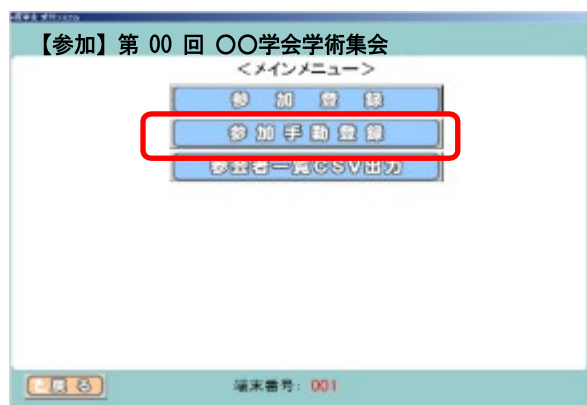 【参加】第 00 回 〇〇学会学術集会
＜メインメニュー＞
参 加 登 録
参 加 手 動 登 録
参会者一覧CSV出力
戻 る
端末番号: 001